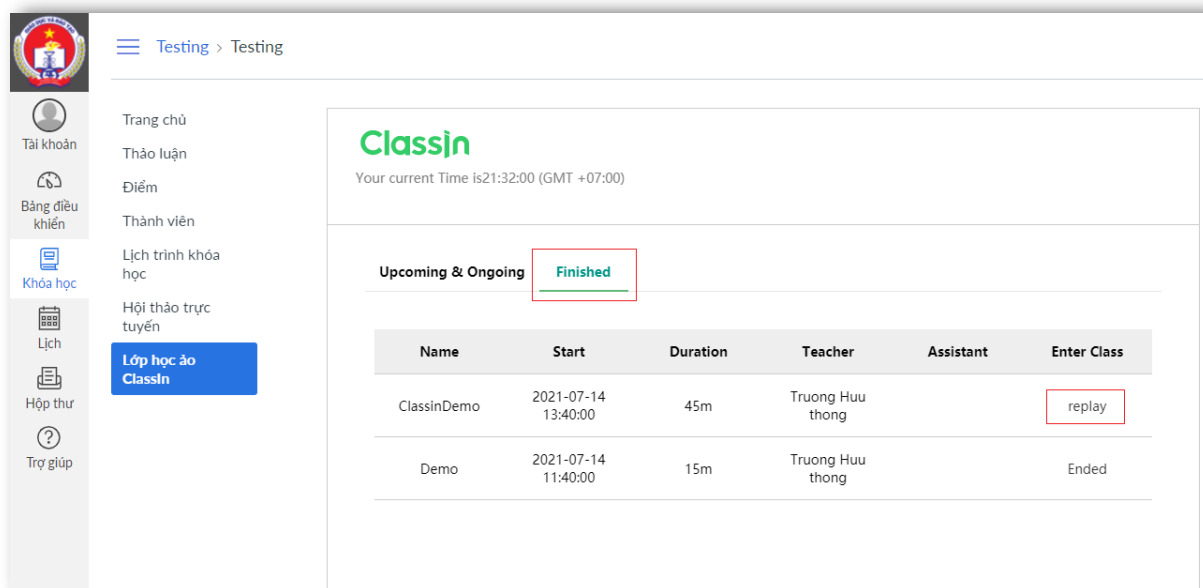 Testing > Testing
Tài khoản
Bảng điều
khiển
Khóa học
Lịch
Hộp thư
Trợ giúp
Trang chủ
Thảo luận
Điểm
Thành viên
Lịch trình khóa
học
Hội thảo trực
tuyến
Lớp học ảo
ClassIn
ClassIn
Your current Time is21:32:00 (GMT +07:00)
Upcoming & Ongoing Finished
Name Start Duration Teacher Assistant Enter Class
ClassinDemo 2021-07-14 13:40:00 45m Truong Huu thong replay
Demo 2021-07-14 11:40:00 15m Truong Huu thong Ended